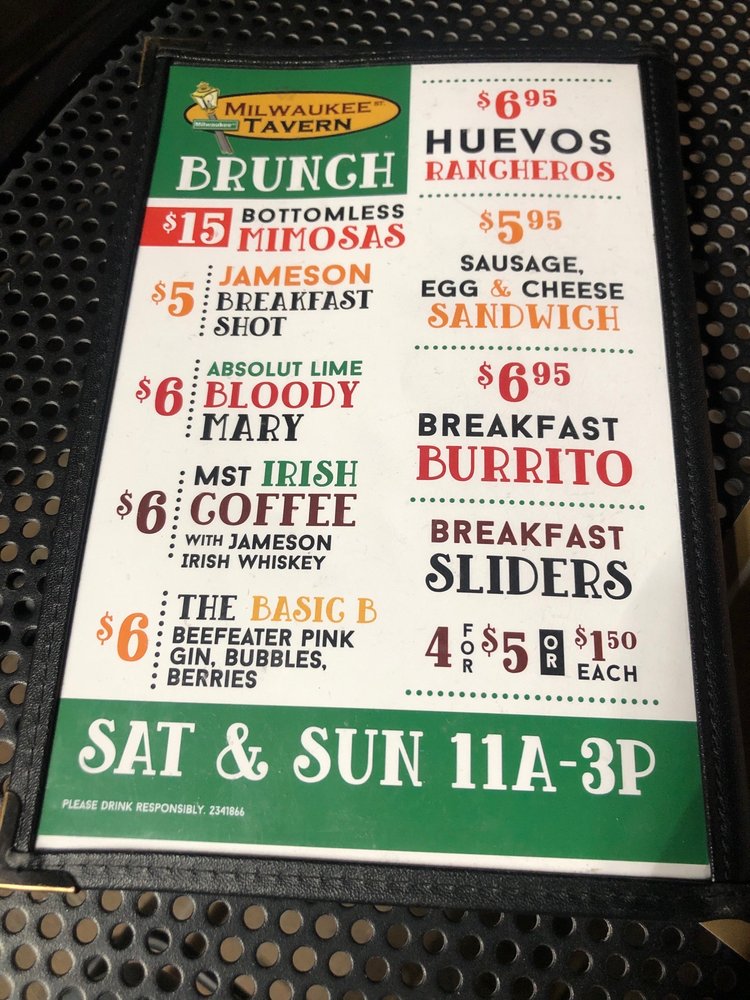 MILWAUKEE ST.
TAVERN
Milwaukee St
BRUNCH
$15 BOTTOMLESS
MIMOSAS
$5 JAMESON
BREAKFAST
SHOT
$6 ABSOLUT LIME
BLOODY
MARY
$6 MST IRISH
COFFEE
WITH JAMESON
IRISH WHISKEY
$6 THE BASIC B
BEEFEATER PINK
GIN, BUBBLES,
BERRIES
$6 95
HUEVOS
RANCHEROS
$5 95
SAUSAGE,
EGG & CHEESE
SANDWICH
$6 95
BREAKFAST
BURRITO
BREAKFAST
SLIDERS
4 FOR $5 OR $1 50
EACH
SAT & SUN 11A-3P
PLEASE DRINK RESPONSIBLY. 2341866